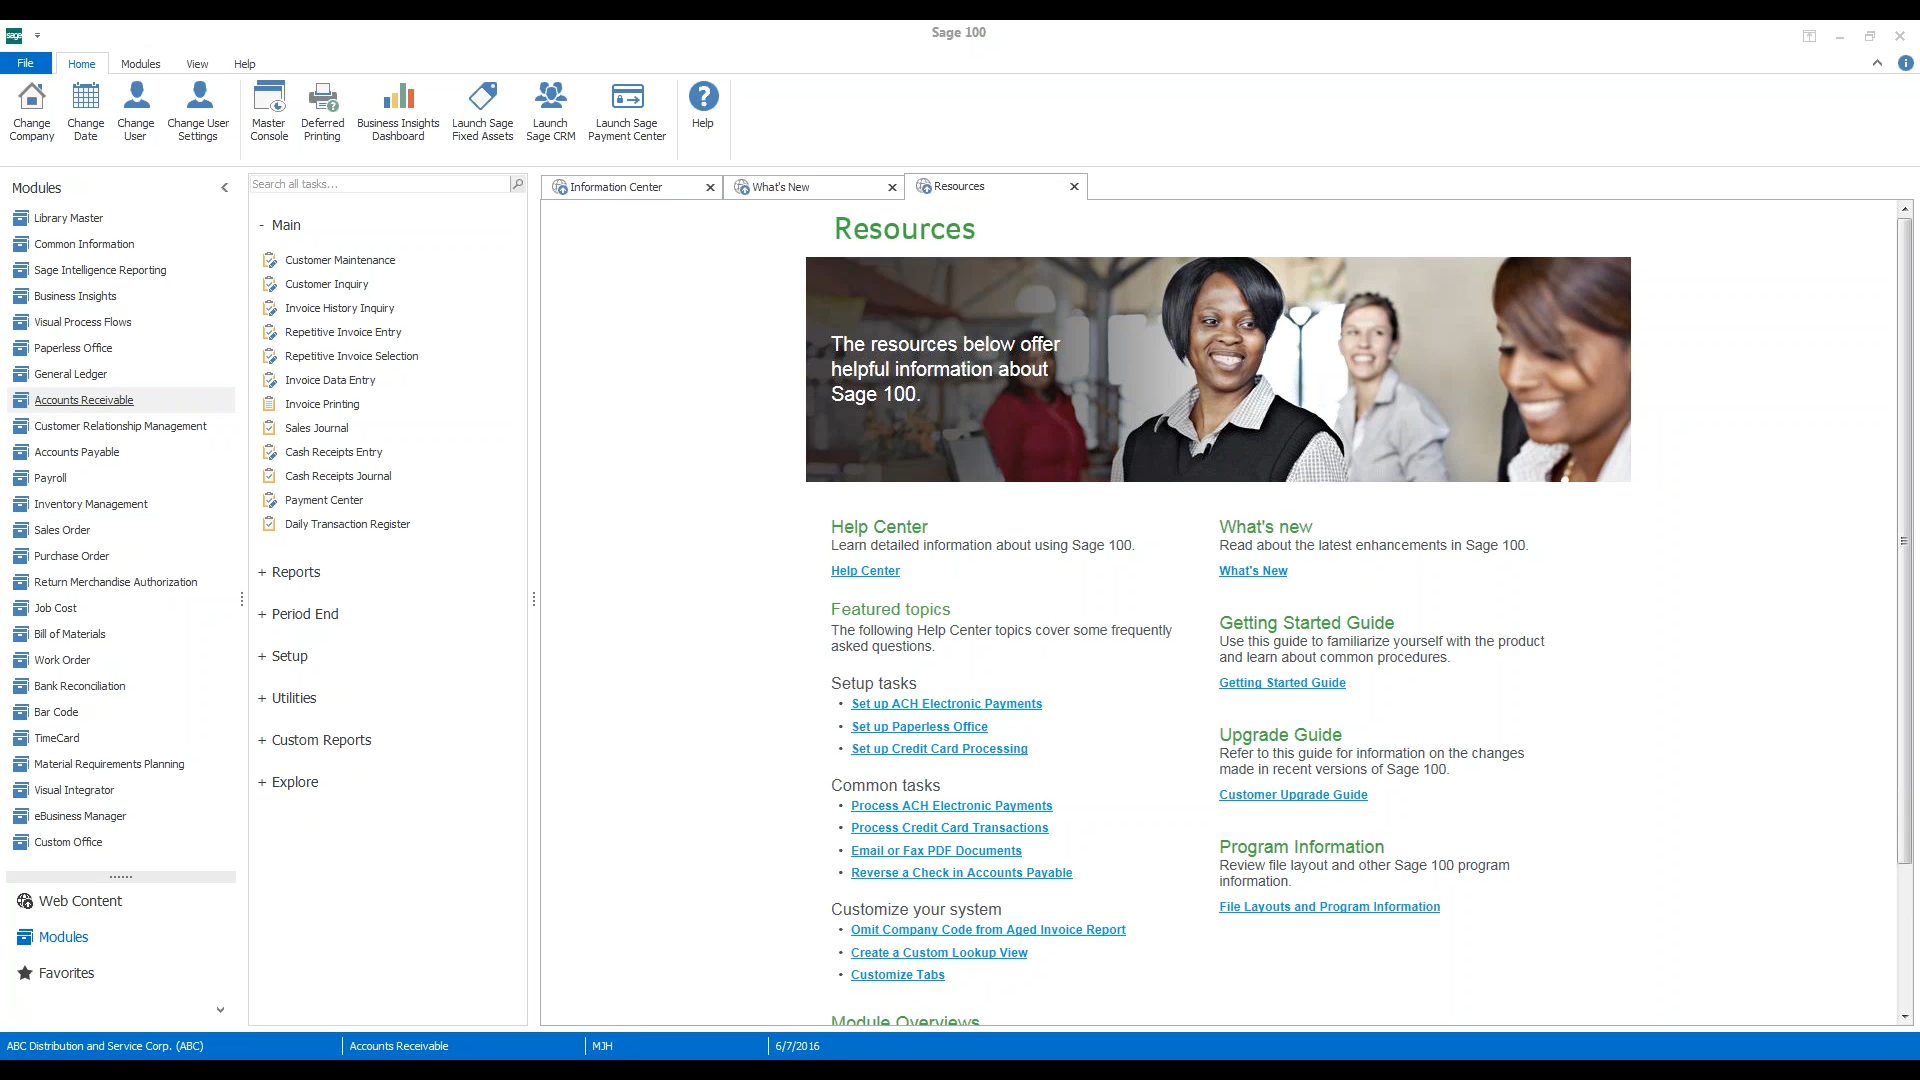 sage
Sage 100
File
Home
Modules
View
Help
Change
Company
Change
Date
Change
User
Change User
Settings
Master
Console
Deferred
Printing
Business Insights
Dashboard
Launch Sage
Fixed Assets
Launch
Sage CRM
Launch Sage
Payment Center
Help
Modules
Library Master
Common Information
Sage Intelligence Reporting
Business Insights
Visual Process Flows
Paperless Office
General Ledger
Accounts Receivable
Customer Relationship Management
Accounts Payable
Payroll
Inventory Management
Sales Order
Purchase Order
Return Merchandise Authorization
Job Cost
Bill of Materials
Work Order
Bank Reconciliation
Bar Code
TimeCard
Material Requirements Planning
Visual Integrator
eBusiness Manager
Custom Office
Web Content
Modules
Favorites
Search all tasks...
- Main
Customer Maintenance
Customer Inquiry
Invoice History Inquiry
Repetitive Invoice Entry
Repetitive Invoice Selection
Invoice Data Entry
Invoice Printing
Sales Journal
Cash Receipts Entry
Cash Receipts Journal
Payment Center
Daily Transaction Register
+ Reports
+ Period End
+ Setup
+ Utilities
+ Custom Reports
+ Explore
Information Center
What's New
Resources
Resources
The resources below offer
helpful information about
Sage 100.
Help Center
Learn detailed information about using Sage 100.
Help Center
Featured topics
The following Help Center topics cover some frequently
asked questions.
Setup tasks
• Set up ACH Electronic Payments
• Set up Paperless Office
• Set up Credit Card Processing
Common tasks
• Process ACH Electronic Payments
• Process Credit Card Transactions
• Email or Fax PDF Documents
• Reverse a Check in Accounts Payable
Customize your system
• Omit Company Code from Aged Invoice Report
• Create a Custom Lookup View
• Customize Tabs
Module Overviews
What's new
Read about the latest enhancements in Sage 100.
What's New
Getting Started Guide
Use this guide to familiarize yourself with the product
and learn about common procedures.
Getting Started Guide
Upgrade Guide
Refer to this guide for information on the changes
made in recent versions of Sage 100.
Customer Upgrade Guide
Program Information
Review file layout and other Sage 100 program
information.
File Layouts and Program Information
ABC Distribution and Service Corp. (ABC)
Accounts Receivable
MJH
6/7/2016